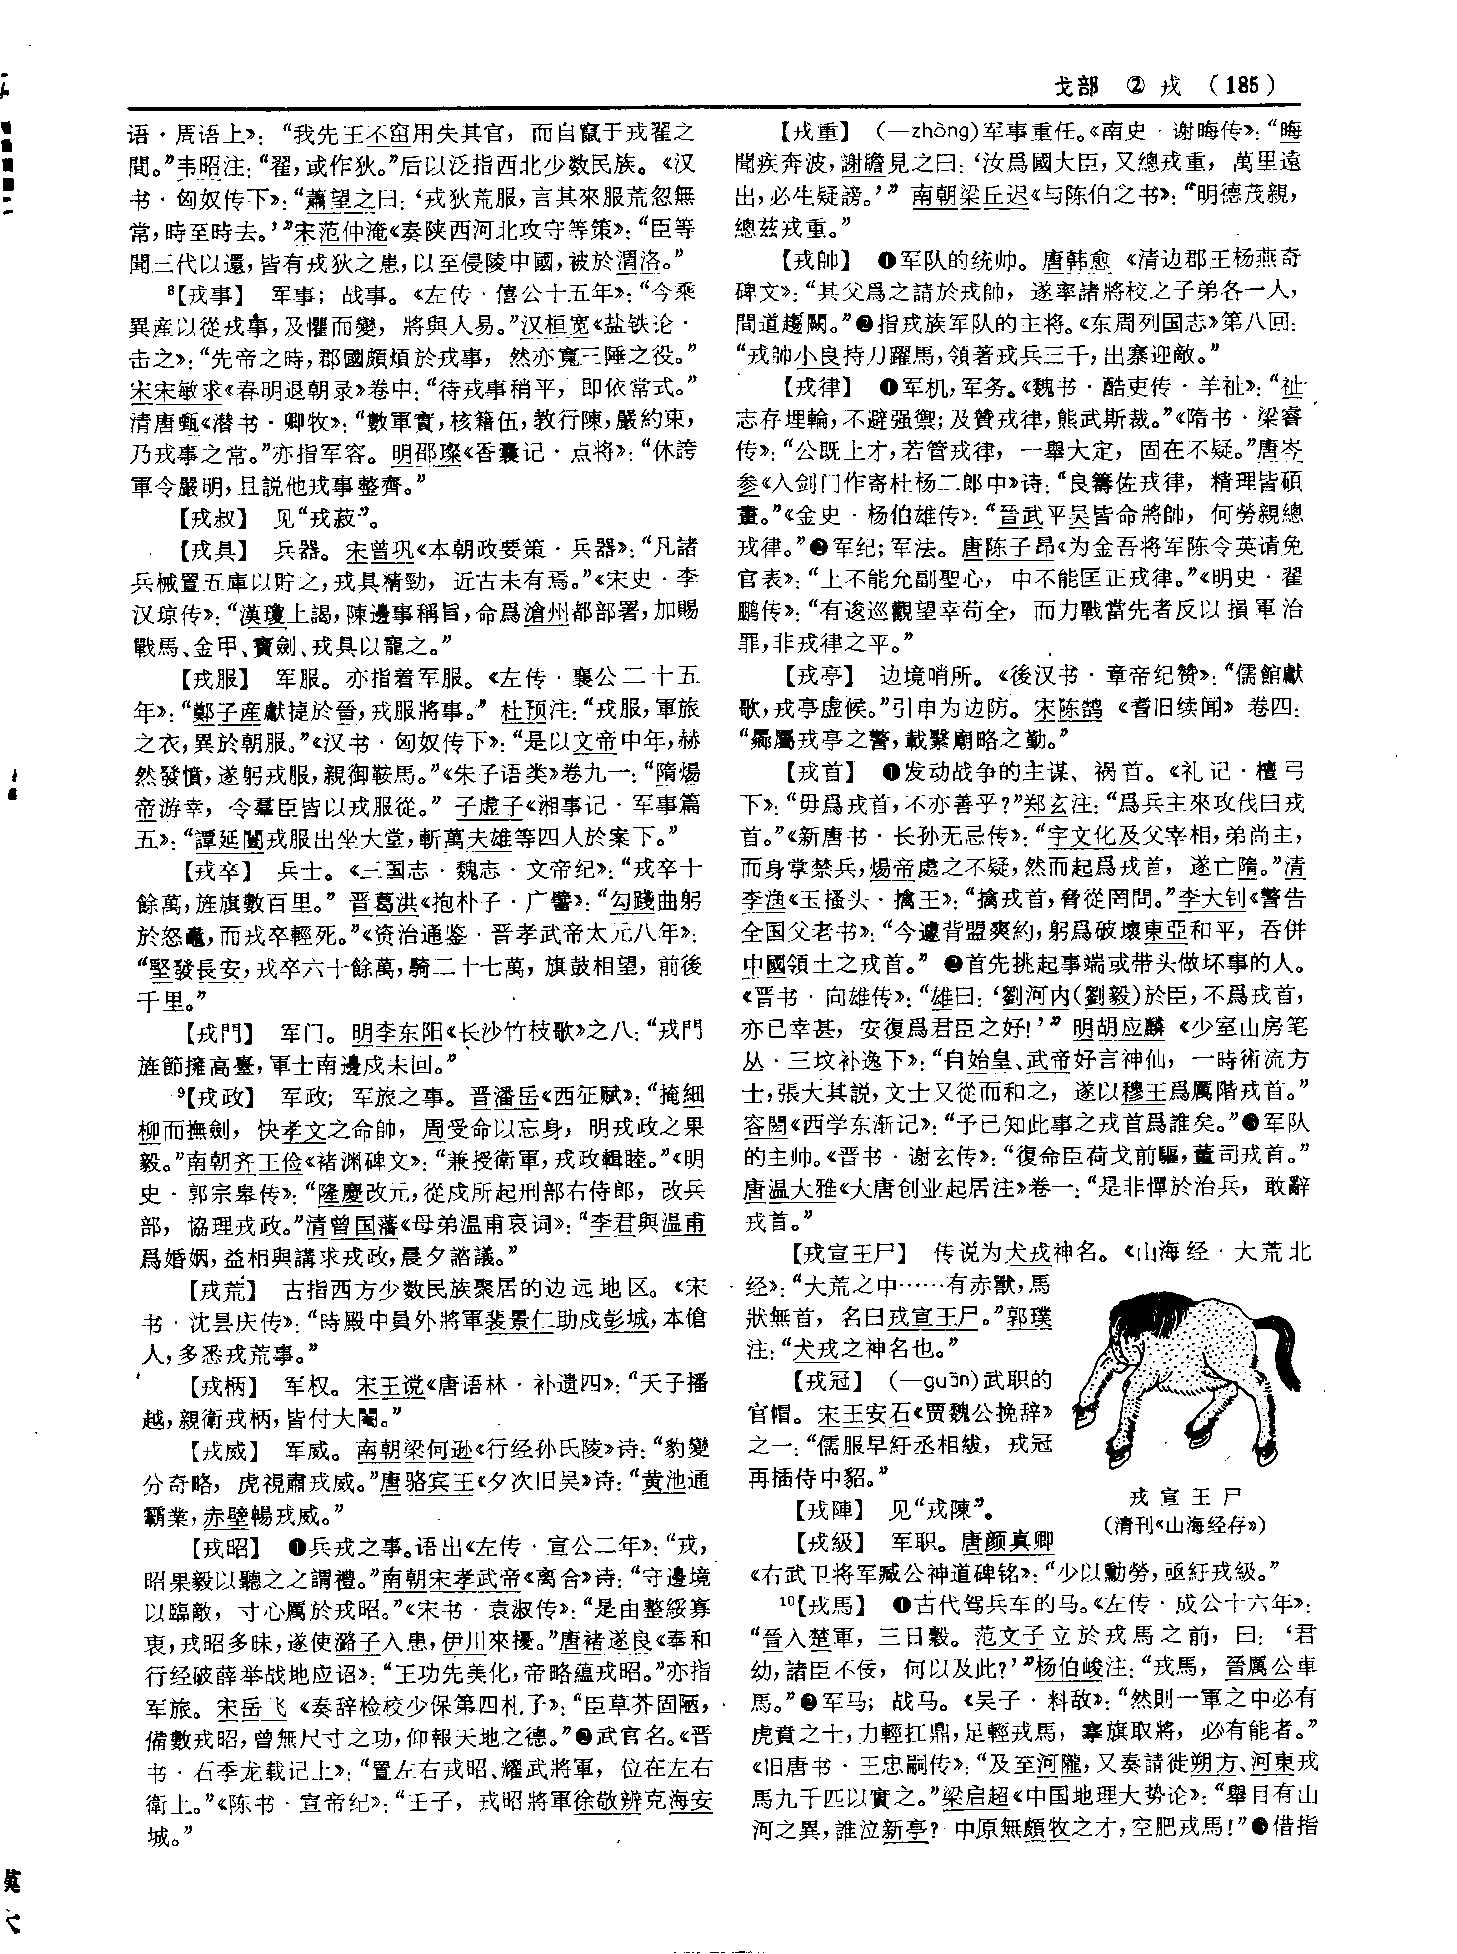 戈部 ② 戎 （185）
语·周语上》：“我先王不窋用失其官，而自竄于戎翟之
間。”韦昭注：“翟，或作狄。”后以泛指西北少数民族。《汉
书·匈奴传下》：“蕭望之曰：‘戎狄荒服，言其來服荒忽無
常，時至時去。’”宋范仲淹《奏陕西河北攻守等策》：“臣等
聞三代以還，皆有戎狄之患，以至侵陵中國，被於渭洛。”
⁸【戎事】 军事；战事。《左传·僖公十五年》：“今乘
異産以從戎事，及懼而變，將與人易。”汉桓宽《盐铁论·
击之》：“先帝之時，郡國頗煩於戎事，然亦寬三陲之役。”
宋宋敏求《春明退朝录》卷中：“待戎事稍平，即依常式。”
清唐甄《潜书·卿牧》：“數軍實，核籍伍，教行陳，嚴約束，
乃戎事之常。”亦指军容。明邵璨《香囊记·点将》：“休誇
軍令嚴明，且説他戎事整齊。”
【戎叔】 见“戎菽”。
【戎具】 兵器。宋曾巩《本朝政要策·兵器》：“凡諸
兵械置五庫以貯之，戎具精勁，近古未有焉。”《宋史·李
汉琼传》：“漢瓊上謁，陳邊事稱旨，命爲滄州都部署，加賜
戰馬、金甲、寶劍、戎具以寵之。”
【戎服】 军服。亦指着军服。《左传·襄公二十五
年》：“鄭子産獻捷於晉，戎服將事。”杜预注：“戎服，軍旅
之衣，異於朝服。”《汉书·匈奴传下》：“是以文帝中年，赫
然發憤，遂躬戎服，親御鞍馬。”《朱子语类》卷九一：“隋煬
帝游幸，令羣臣皆以戎服從。”子虚子《湘事记·军事篇
五》：“譚延闓戎服出坐大堂，斬萬夫雄等四人於案下。”
【戎卒】 兵士。《三国志·魏志·文帝纪》：“戎卒十
餘萬，旌旗數百里。”晋葛洪《抱朴子·广譬》：“勾踐曲躬
於怒鼃，而戎卒輕死。”《资治通鉴·晋孝武帝太元八年》：
“堅發長安，戎卒六十餘萬，騎二十七萬，旗鼓相望，前後
千里。”
【戎門】 军门。明李东阳《长沙竹枝歌》之八：“戎門
旌節擁高臺，軍士南邊戍未回。”
⁹【戎政】 军政；军旅之事。晋潘岳《西征赋》：“掩細
柳而撫劍，快孝文之命帥，周受命以忘身，明戎政之果
毅。”南朝齐王俭《褚渊碑文》：“兼授衛軍，戎政輯睦。”《明
史·郭宗皋传》：“隆慶改元，從戍所起刑部右侍郎，改兵
部，協理戎政。”清曾国藩《母弟温甫哀词》：“李君與温甫
爲婚姻，益相與講求戎政，晨夕諮議。”
【戎荒】 古指西方少数民族聚居的边远地区。《宋
书·沈昙庆传》：“時殿中員外將軍裴景仁助戍彭城，本傖
人，多悉戎荒事。”
【戎柄】 军权。宋王谠《唐语林·补遗四》：“天子播
越，親衛戎柄，皆付大閹。”
【戎威】 军威。南朝梁何逊《行经孙氏陵》诗：“豹變
分奇略，虎視肅戎威。”唐骆宾王《夕次旧吴》诗：“黄池通
霸業，赤壁暢戎威。”
【戎昭】 ❶兵戎之事。语出《左传·宣公二年》：“戎，
昭果毅以聽之之謂禮。”南朝宋孝武帝《离合》诗：“守邊境
以臨敵，寸心厲於戎昭。”《宋书·袁淑传》：“是由整綏寡
衷，戎昭多昧，遂使潞子入患，伊川來擾。”唐褚遂良《奉和
行经破薛举战地应诏》：“王功先美化，帝略蘊戎昭。”亦指
军旅。宋岳飞《奏辞检校少保第四札子》：“臣草芥固陋，
備數戎昭，曾無尺寸之功，仰報天地之德。”❷武官名。《晋
书·石季龙载记上》：“置左右戎昭、耀武將軍，位在左右
衛上。”《陈书·宣帝纪》：“壬子，戎昭將軍徐敬辨克海安
城。”
【戎重】 （—zhòng）军事重任。《南史·谢晦传》：“晦
聞疾奔波，謝瞻見之曰：‘汝爲國大臣，又總戎重，萬里遠
出，必生疑謗。’”南朝梁丘迟《与陈伯之书》：“明德茂親，
總兹戎重。”
【戎帥】 ❶军队的统帅。唐韩愈《清边郡王杨燕奇
碑文》：“其父爲之請於戎帥，遂率諸將校之子弟各一人，
間道趨闕。”❷指戎族军队的主将。《东周列国志》第八回：
“戎帥小良持刀躍馬，領著戎兵三千，出寨迎敵。”
【戎律】 ❶军机，军务。《魏书·酷吏传·羊祉》：“祉
志存埋輪，不避强禦；及贊戎律，熊武斯裁。”《隋书·梁睿
传》：“公既上才，若管戎律，一舉大定，固在不疑。”唐岑
参《入剑门作寄杜杨二郎中》诗：“良籌佐戎律，精理皆碩
畫。”《金史·杨伯雄传》：“晉武平吴皆命將帥，何勞親總
戎律。”❷军纪；军法。唐陈子昂《为金吾将军陈令英请免
官表》：“上不能允副聖心，中不能匡正戎律。”《明史·翟
鹏传》：“有逡巡觀望幸苟全，而力戰當先者反以損軍治
罪，非戎律之平。”
【戎亭】 边境哨所。《後汉书·章帝纪赞》：“儒館獻
歌，戎亭虚候。”引申为边防。宋陈鹄《耆旧续闻》卷四：
“屬戎亭之警，載繫廟略之勤。”
【戎首】 ❶发动战争的主谋、祸首。《礼记·檀弓
下》：“毋爲戎首，不亦善乎？”郑玄注：“爲兵主來攻伐曰戎
首。”《新唐书·长孙无忌传》：“宇文化及父宰相，弟尚主，
而身掌禁兵，煬帝處之不疑，然而起爲戎首，遂亡隋。”清
李渔《玉搔头·擒王》：“擒戎首，脅從罔問。”李大钊《警告
全国父老书》：“今遽背盟爽約，躬爲破壞東亞和平，吞併
中國領土之戎首。”❷首先挑起事端或带头做坏事的人。
《晋书·向雄传》：“雄曰：‘劉河内（劉毅）於臣，不爲戎首，
亦已幸甚，安復爲君臣之好！’”明胡应麟《少室山房笔
丛·三坟补逸下》：“自始皇、武帝好言神仙，一時術流方
士，張大其説，文士又從而和之，遂以穆王爲厲階戎首。”
容闳《西学东渐记》：“予已知此事之戎首爲誰矣。”❸军队
的主帅。《晋书·谢玄传》：“復命臣荷戈前驅，董司戎首。”
唐温大雅《大唐创业起居注》卷一：“是非憚於治兵，敢辭
戎首。”
【戎宣王尸】 传说为犬戎神名。《山海经·大荒北
经》：“大荒之中……有赤獸，馬
狀無首，名曰戎宣王尸。”郭璞
注：“犬戎之神名也。”
【戎冠】 （—guān）武职的
官帽。宋王安石《贾魏公挽辞》
之一：“儒服早紆丞相紱，戎冠
再插侍中貂。”
【戎陣】 见“戎陳”。
【戎級】 军职。唐颜真卿
《右武卫将军臧公神道碑铭》：“少以勳勞，亟紆戎級。”
戎宣王尸
（清刊《山海经存》）
¹⁰【戎馬】 ❶古代驾兵车的马。《左传·成公十六年》：
“晉入楚軍，三日穀。范文子立於戎馬之前，曰：‘君
幼，諸臣不佞，何以及此？’”杨伯峻注：“戎馬，晉厲公車
馬。”❷军马；战马。《吴子·料敌》：“然則一軍之中必有
虎賁之士，力輕扛鼎，足輕戎馬，搴旗取將，必有能者。”
《旧唐书·王忠嗣传》：“及至河隴，又奏請徙朔方、河東戎
馬九千匹以實之。”梁启超《中国地理大势论》：“舉目有山
河之異，誰泣新亭？中原無頗牧之才，空肥戎馬！”❸借指